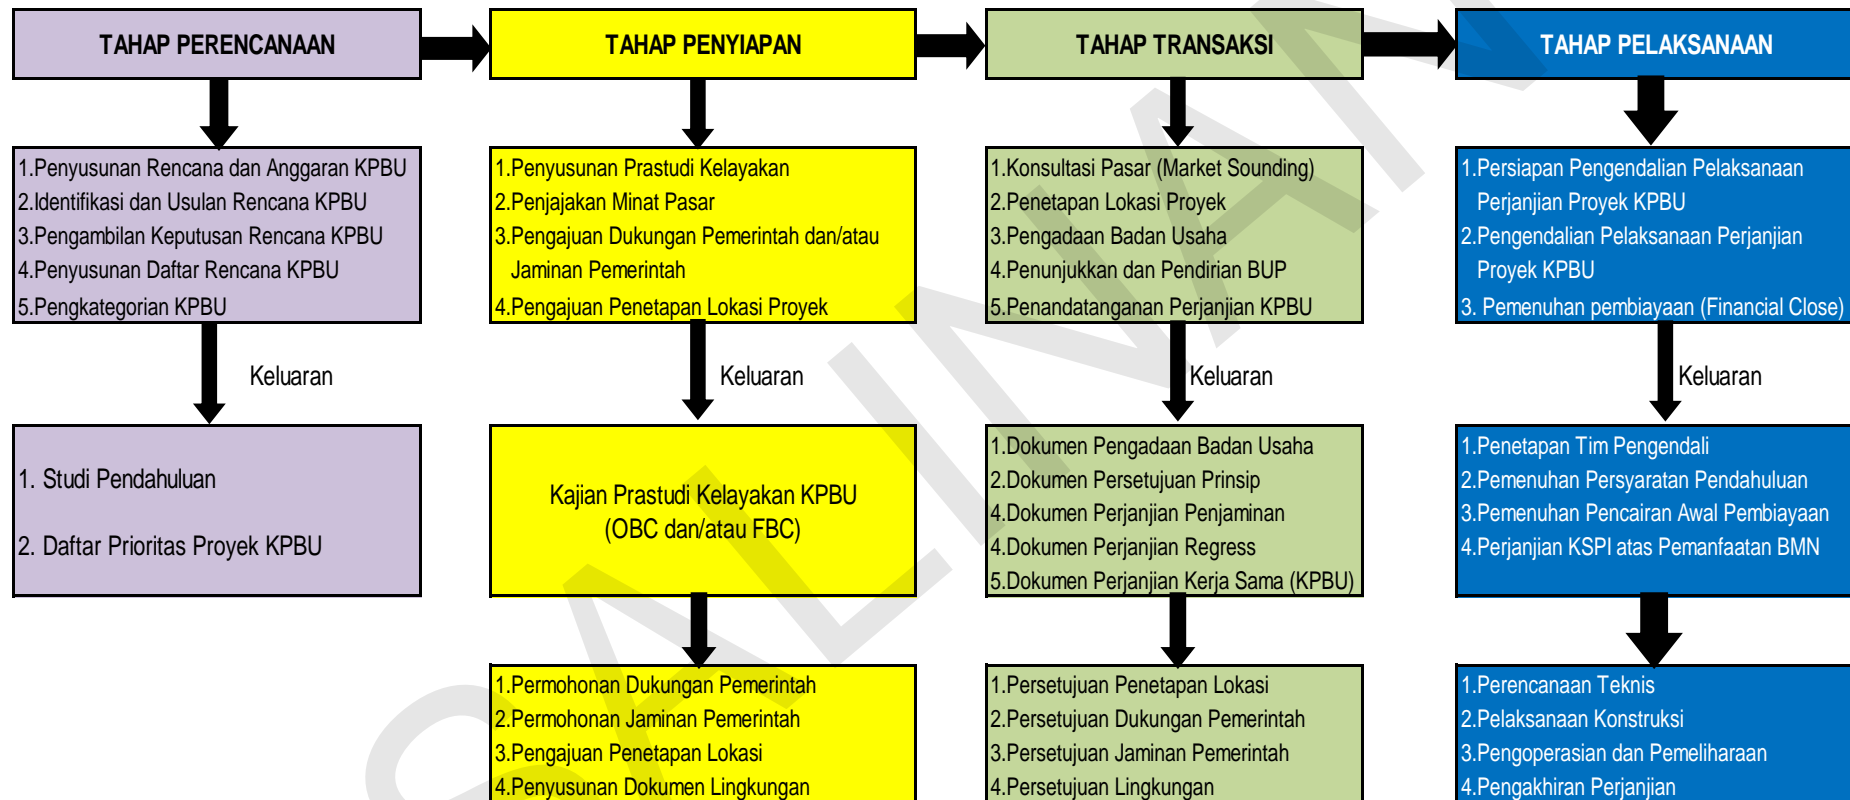 TAHAP PERENCANAAN
TAHAP PENYIAPAN
TAHAP TRANSAKSI
TAHAP PELAKSANAAN
1.Penyusunan Rencana dan Anggaran KPBU
2.Identifikasi dan Usulan Rencana KPBU
3.Pengambilan Keputusan Rencana KPBU
4.Penyusunan Daftar Rencana KPBU
5.Pengkategorian KPBU
1.Penyusunan Prastudi Kelayakan
2.Penjajakan Minat Pasar
3.Pengajuan Dukungan Pemerintah dan/atau
Jaminan Pemerintah
4.Pengajuan Penetapan Lokasi Proyek
1.Konsultasi Pasar (Market Sounding)
2.Penetapan Lokasi Proyek
3.Pengadaan Badan Usaha
4.Penunjukkan dan Pendirian BUP
5.Penandatanganan Perjanjian KPBU
1.Persiapan Pengendalian Pelaksanaan
Perjanjian Proyek KPBU
2.Pengendalian Pelaksanaan Perjanjian
Proyek KPBU
3. Pemenuhan pembiayaan (Financial Close)
Keluaran
Keluaran
Keluaran
Keluaran
1. Studi Pendahuluan
2. Daftar Prioritas Proyek KPBU
Kajian Prastudi Kelayakan KPBU
(OBC dan/atau FBC)
1.Dokumen Pengadaan Badan Usaha
2.Dokumen Persetujuan Prinsip
4.Dokumen Perjanjian Penjaminan
4.Dokumen Perjanjian Regress
5.Dokumen Perjanjian Kerja Sama (KPBU)
1.Penetapan Tim Pengendali
2.Pemenuhan Persyaratan Pendahuluan
3.Pemenuhan Pencairan Awal Pembiayaan
4.Perjanjian KSPI atas Pemanfaatan BMN
1.Permohonan Dukungan Pemerintah
2.Permohonan Jaminan Pemerintah
3.Pengajuan Penetapan Lokasi
4.Penyusunan Dokumen Lingkungan
1.Persetujuan Penetapan Lokasi
2.Persetujuan Dukungan Pemerintah
3.Persetujuan Jaminan Pemerintah
4.Persetujuan Lingkungan
1.Perencanaan Teknis
2.Pelaksanaan Konstruksi
3.Pengoperasian dan Pemeliharaan
4.Pengakhiran Perjanjian
SALINAN